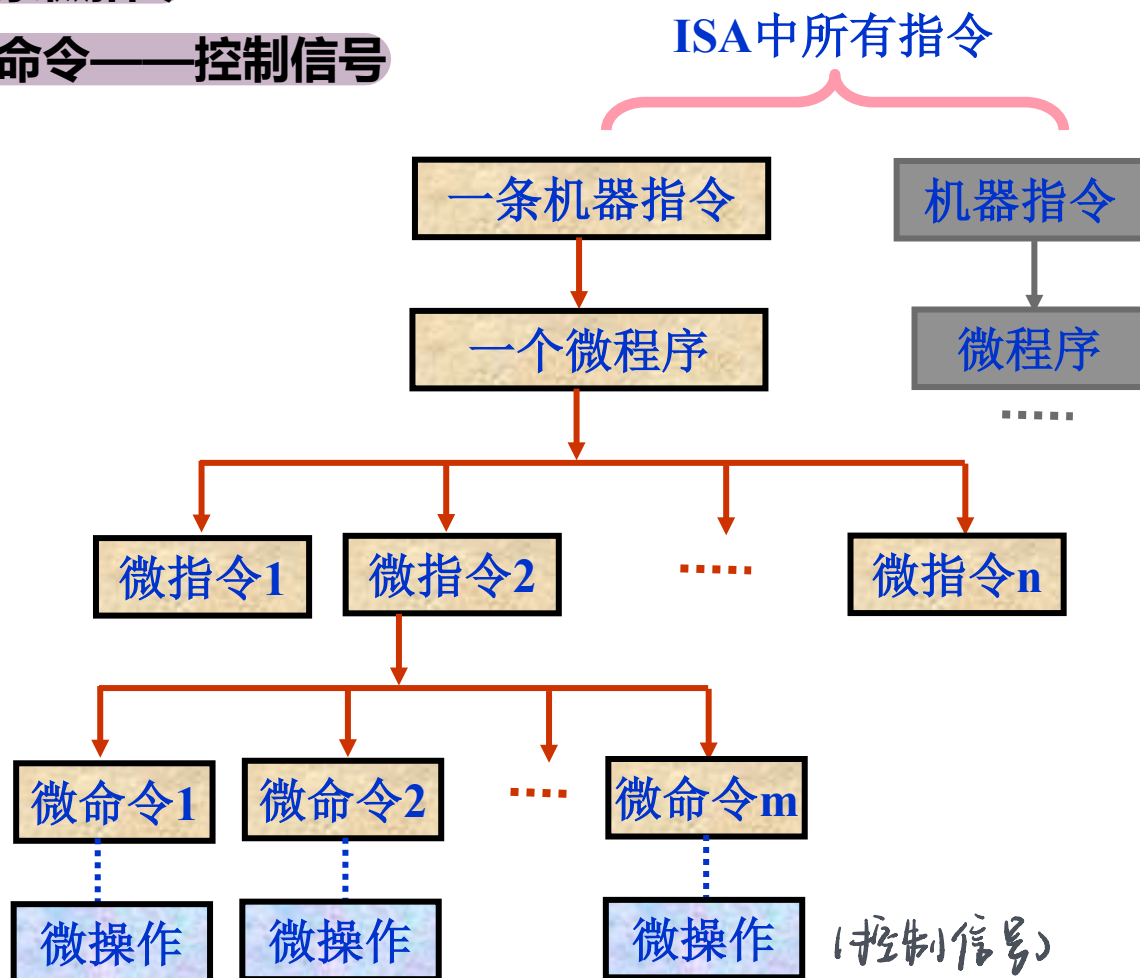 命令——控制信号
ISA中所有指令
一条机器指令
机器指令
一个微程序
微程序
......
微指令1
微指令2
......
微指令n
微命令1
微命令2
......
微命令m
微操作
微操作
微操作
(控制信号)